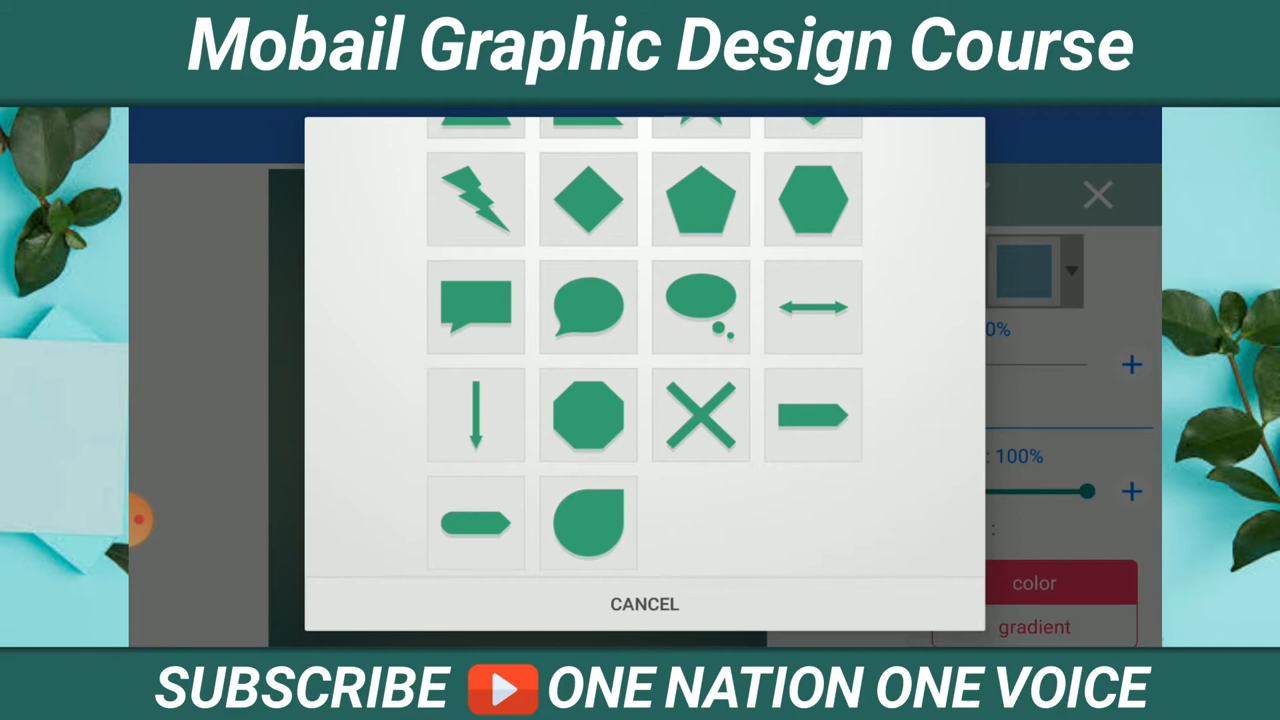 Mobail Graphic Design Course
0%
: 100%
:
color
gradient
CANCEL
SUBSCRIBE ONE NATION ONE VOICE